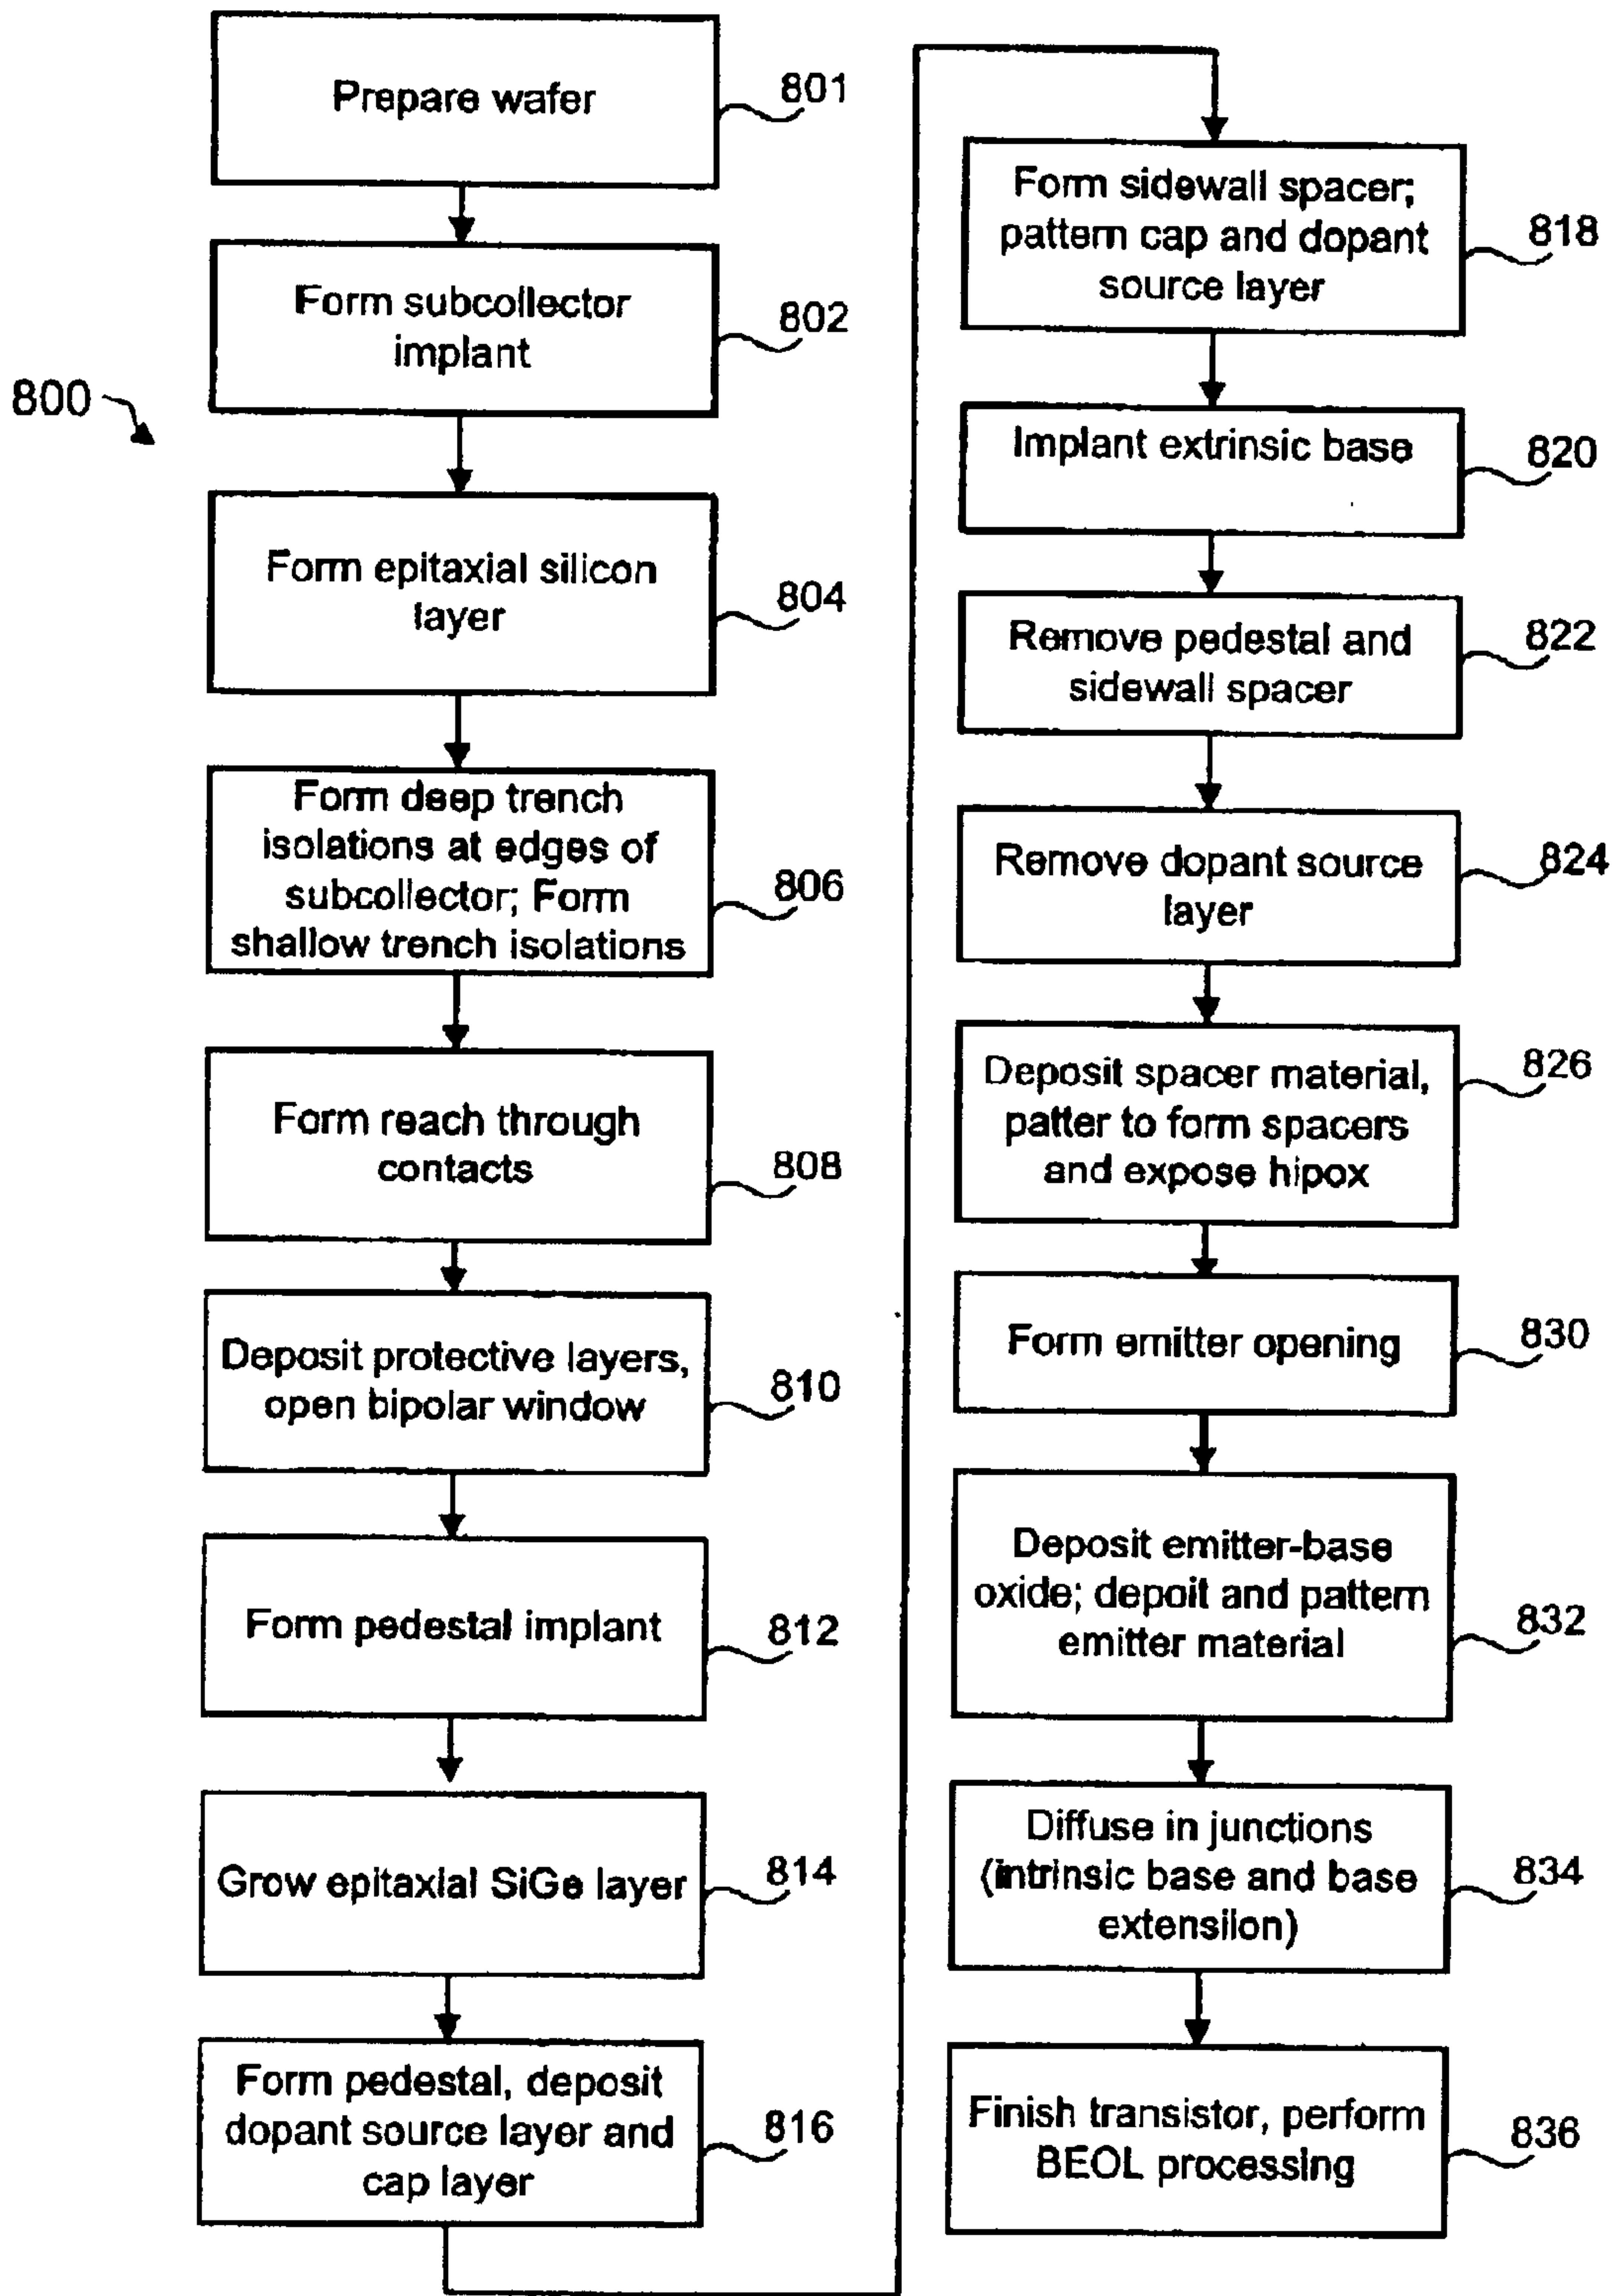 800
Prepare wafer
801
Form subcollector
implant
802
Form epitaxial silicon
layer
804
Form deep trench
isolations at edges of
subcollector; Form
shallow trench isolations
806
Form reach through
contacts
808
Deposit protective layers,
open bipolar window
810
Form pedestal implant
812
Grow epitaxial SiGe layer
814
Form pedestal, deposit
dopant source layer and
cap layer
816
Form sidewall spacer;
pattern cap and dopant
source layer
818
Implant extrinsic base
820
Remove pedestal and
sidewall spacer
822
Remove dopant source
layer
824
Deposit spacer material,
patter to form spacers
and expose hipox
826
Form emitter opening
830
Deposit emitter-base
oxide; depoit and pattern
emitter material
832
Diffuse in junctions
(intrinsic base and base
extensilon)
834
Finish transistor, perform
BEOL processing
836